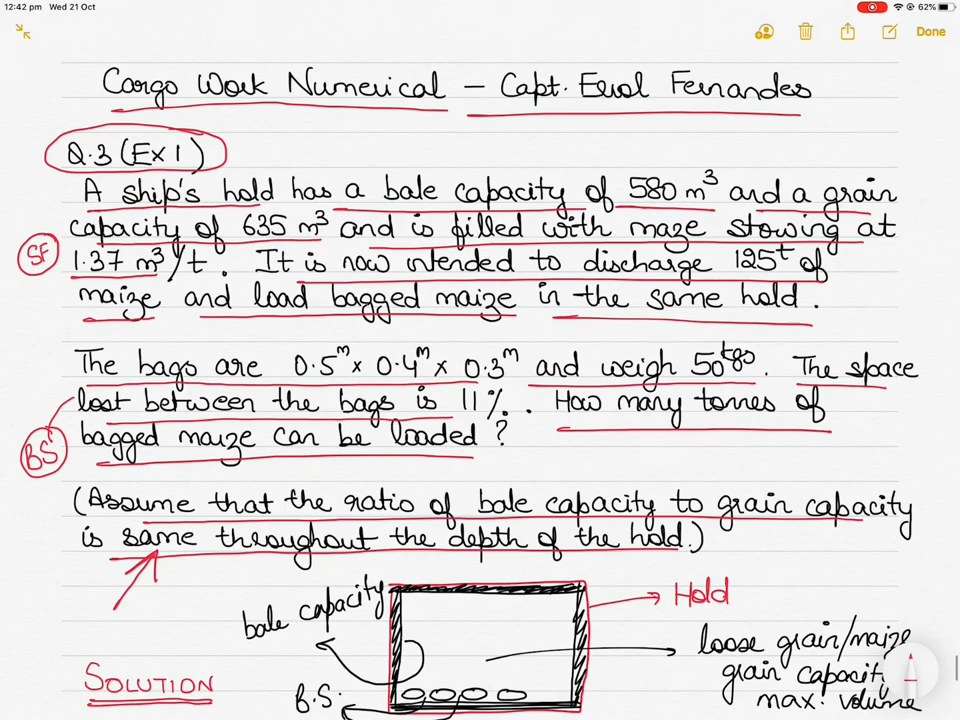 12:42 pm Wed 21 Oct
62%
Done
Cargo Work Numerical – Capt. Errol Fernandes
Q.3 (Ex 1)
A ship's hold has a bale capacity of 580 m³ and a grain
capacity of 635 m³ and is filled with maze stowing at
SF
1.37 m³/t. It is now intended to discharge 125t of
maize and load bagged maize in the same hold.
The bags are 0.5m × 0.4m × 0.3m and weigh 50kgs. The space
lost between the bags is 11%. How many tonnes of
BS
bagged maize can be loaded?
(Assume that the ratio of bale capacity to grain capacity
is same throughout the depth of the hold.)
bale capacity
Hold
loose grain/maize
grain capacity
max. volume
SOLUTION
B.S.